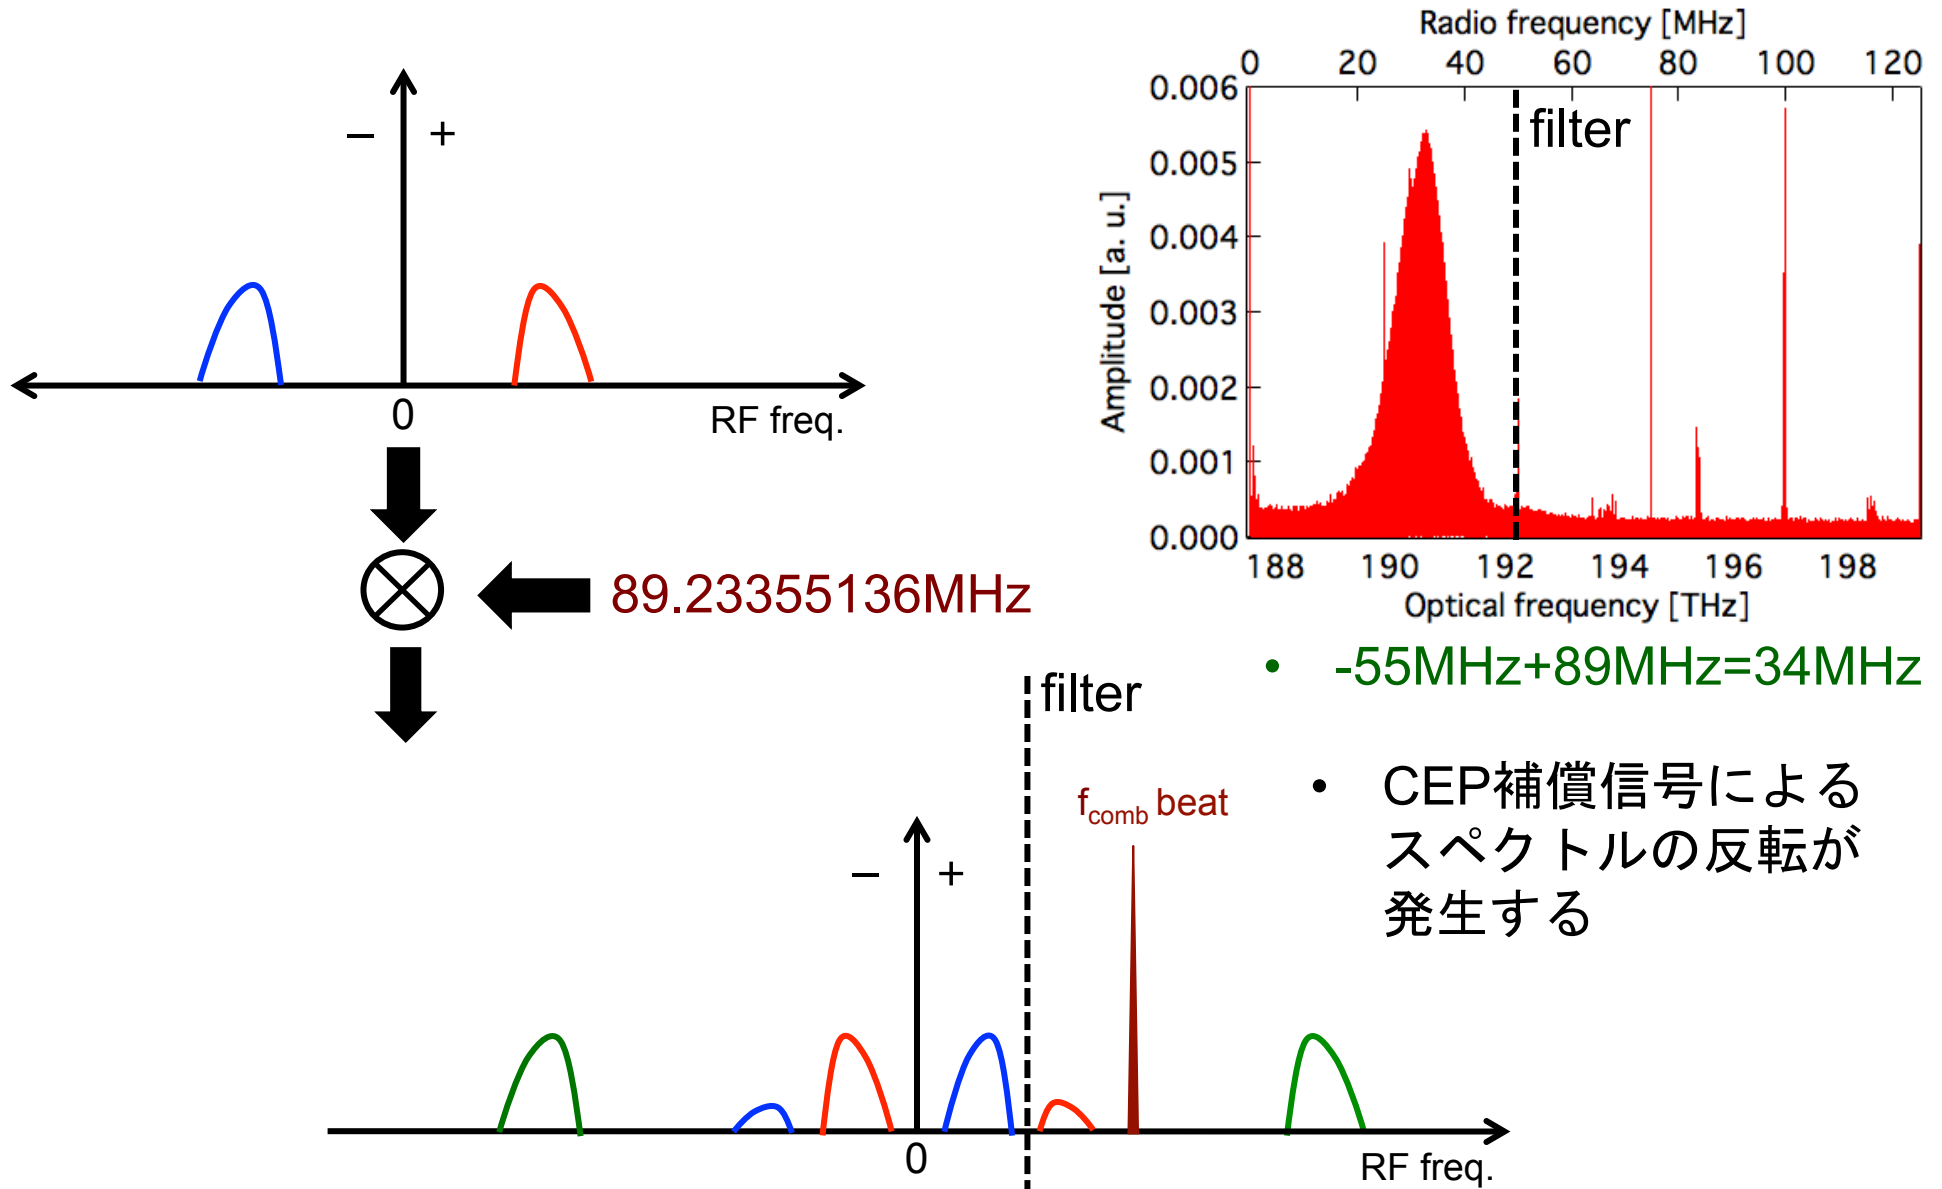 − +
0
RF freq.
89.23355136MHz
Radio frequency [MHz]
0 20 40 60 80 100 120
0.006
0.005
0.004
0.003
0.002
0.001
0.000
Amplitude [a. u.]
filter
188 190 192 194 196 198
Optical frequency [THz]
• -55MHz+89MHz=34MHz
• CEP補償信号による
スペクトルの反転が
発生する
filter
fcomb beat
− +
0
RF freq.